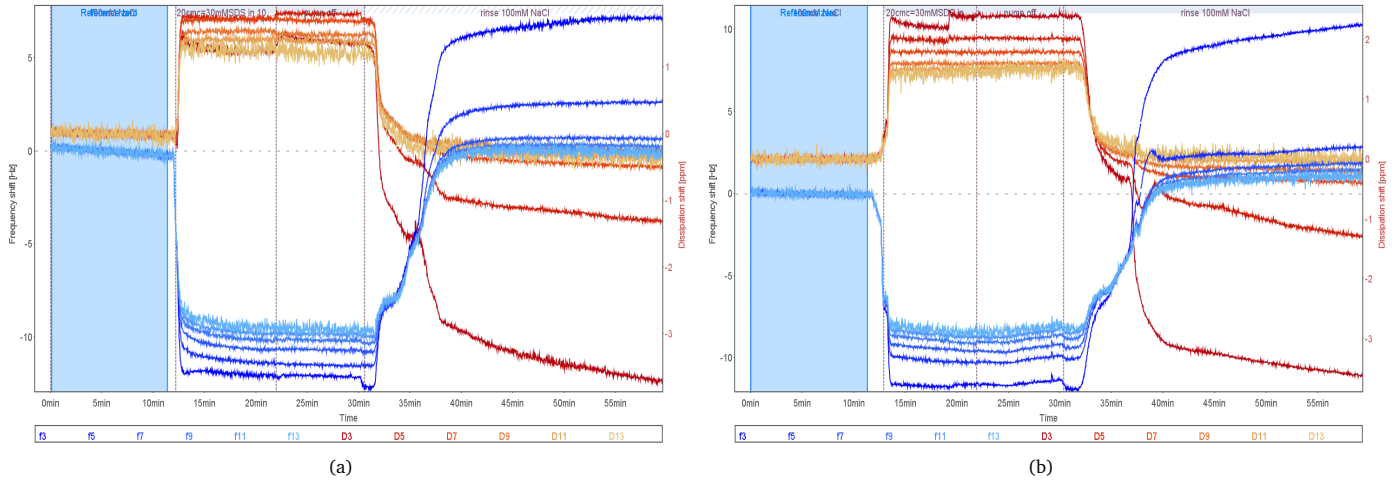 20cmc=30mMSDS in 10
pump off
rinse 100mM NaCl
5
0
-5
-10
Frequency shift [Hz]
1
0
-1
-2
-3
Dissipation shift [ppm]
0min 5min 10min 15min 20min 25min 30min 35min 40min 45min 50min 55min
Time
f3 f5 f7 f9 f11 f13 D3 D5 D7 D9 D11 D13
(a)
20cmc=30mMSDS in
pump off
rinse 100mM NaCl
10
5
0
-5
-10
Frequency shift [Hz]
2
1
0
-1
-2
-3
Dissipation shift [ppm]
0min 5min 10min 15min 20min 25min 30min 35min 40min 45min 50min 55min
Time
f3 f5 f7 f9 f11 f13 D3 D5 D7 D9 D11 D13
(b)